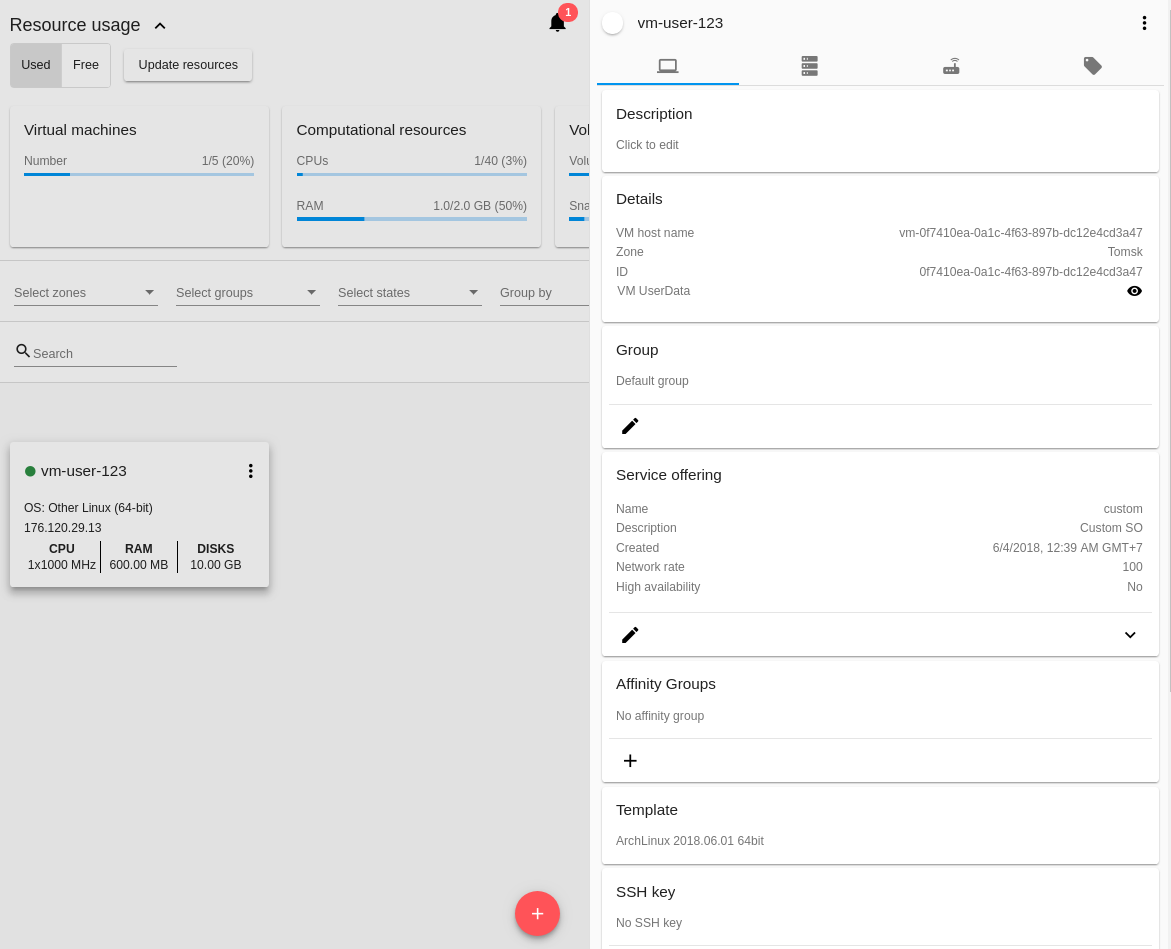 Resource usage
1
Used
Free
Update resources
Virtual machines
Number 1/5 (20%)
Computational resources
CPUs 1/40 (3%)
RAM 1.0/2.0 GB (50%)
Vol
Volu
Sna
Select zones
Select groups
Select states
Group by
Search
vm-user-123
OS: Other Linux (64-bit)
176.120.29.13
CPU RAM DISKS
1x1000 MHz 600.00 MB 10.00 GB
+
vm-user-123
Description
Click to edit
Details
VM host name vm-0f7410ea-0a1c-4f63-897b-dc12e4cd3a47
Zone Tomsk
ID 0f7410ea-0a1c-4f63-897b-dc12e4cd3a47
VM UserData
Group
Default group
Service offering
Name custom
Description Custom SO
Created 6/4/2018, 12:39 AM GMT+7
Network rate 100
High availability No
Affinity Groups
No affinity group
+
Template
ArchLinux 2018.06.01 64bit
SSH key
No SSH key